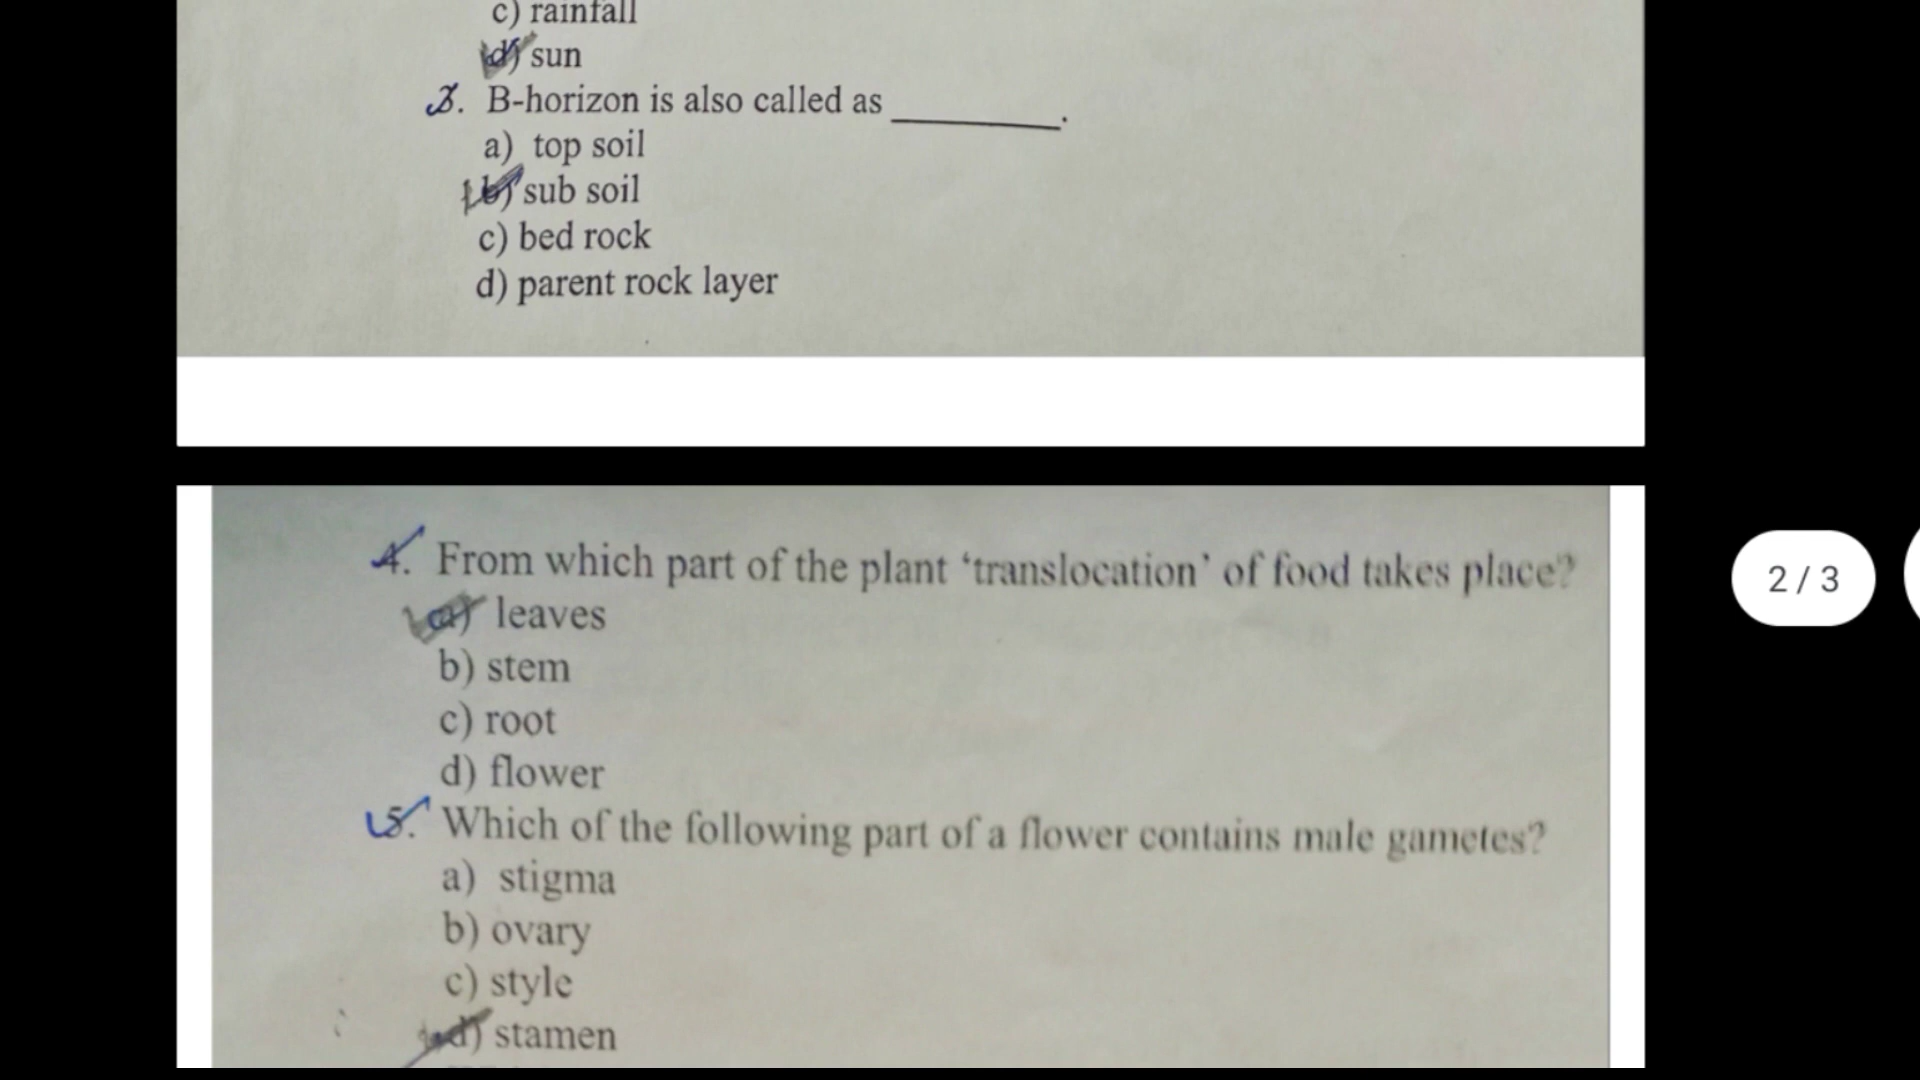 c) rainfall
d) sun
3. B-horizon is also called as ________.
a) top soil
b) sub soil
c) bed rock
d) parent rock layer
4. From which part of the plant ‘translocation’ of food takes place?
a) leaves
b) stem
c) root
d) flower
2 / 3
5. Which of the following part of a flower contains male gametes?
a) stigma
b) ovary
c) style
d) stamen